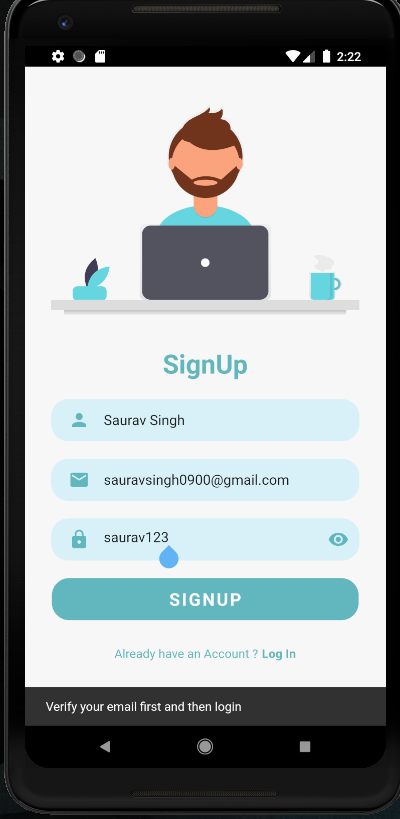 2:22
SignUp
Saurav Singh
sauravsingh0900@gmail.com
saurav123
SIGNUP
Already have an Account ? Log In
Verify your email first and then login